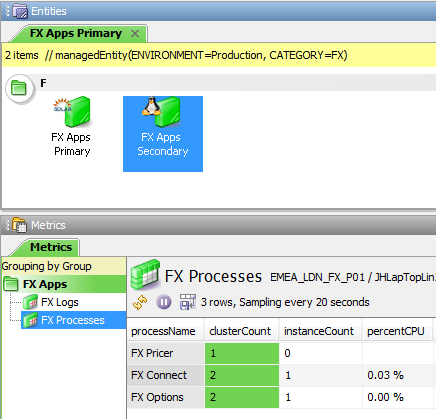 Entities
FX Apps Primary
2 items // managedEntity(ENVIRONMENT=Production, CATEGORY=FX)
F
SOLAR
FX Apps
Primary
FX Apps
Secondary
Metrics
Metrics
Grouping by Group
FX Apps
FX Logs
FX Processes
FX Processes EMEA_LDN_FX_P01 / JHLapTopLin
3 rows, Sampling every 20 seconds
processName clusterCount instanceCount percentCPU
FX Pricer 1 0
FX Connect 2 1 0.03 %
FX Options 2 1 0.00 %